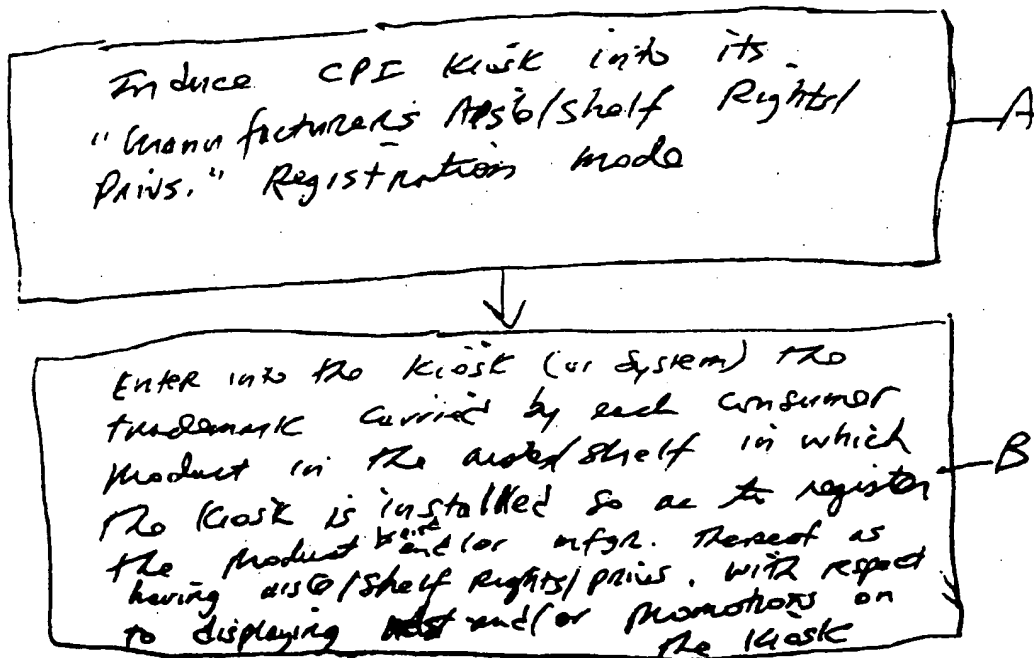 Induce CPI Kiosk into its
"Manufacturer's Aisle/Shelf Rights/
Privs." Registration mode
A
Enter into the Kiosk (or System) the
trademark carried by each consumer
product in the aisle/shelf in which
the Kiosk is installed so as to register
the product brand and/or mfgr. thereof as
having aisle/shelf Rights/privs. with respect
to displaying and/or promotions on
the Kiosk
B